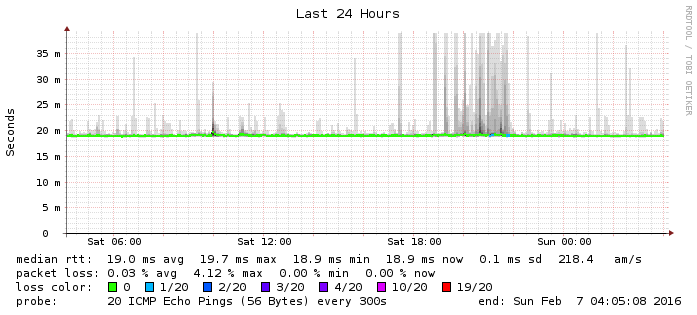 Last 24 Hours
RRDTOOL / TOBI OETIKER
Seconds
35 m
30 m
25 m
20 m
15 m
10 m
5 m
0
Sat 06:00 Sat 12:00 Sat 18:00 Sun 00:00
median rtt: 19.0 ms avg 19.7 ms max 18.9 ms min 18.9 ms now 0.1 ms sd 218.4 am/s
packet loss: 0.03 % avg 4.12 % max 0.00 % min 0.00 % now
loss color: 0 1/20 2/20 3/20 4/20 10/20 19/20
probe: 20 ICMP Echo Pings (56 Bytes) every 300s end: Sun Feb 7 04:05:08 2016